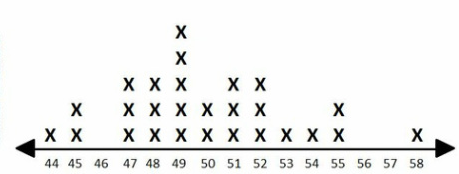 X
X
X X X X X
X X X X X X X X X
X X X X X X X X X X X X X
44 45 46 47 48 49 50 51 52 53 54 55 56 57 58